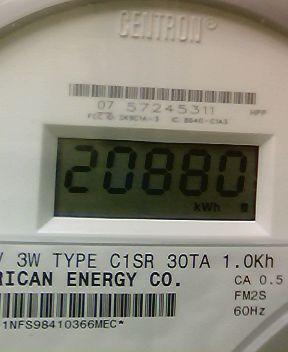 CENTRON®
07 57245311 HPP
20880
kWh
V 3W TYPE C1SR 30TA 1.0Kh
RICAN ENERGY CO. CA 0.5
FM2S
60Hz
1NFS98410366MEC*